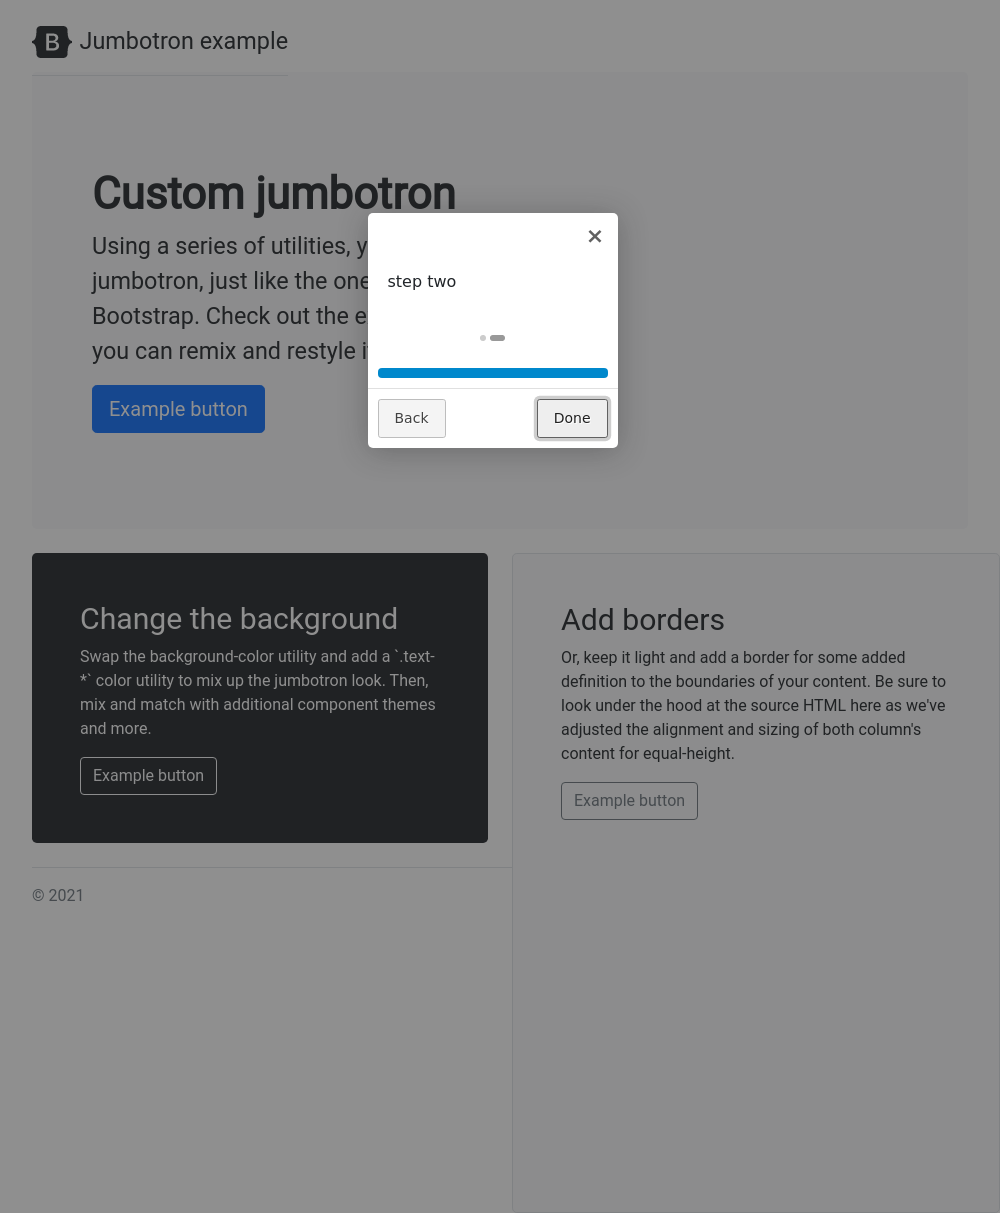 B Jumbotron example
Custom jumbotron
Using a series of utilities, y
jumbotron, just like the one
Bootstrap. Check out the e
you can remix and restyle i
Example button
×
step two
Back
Done
Change the background
Swap the background-color utility and add a `.text-
*` color utility to mix up the jumbotron look. Then,
mix and match with additional component themes
and more.
Example button
Add borders
Or, keep it light and add a border for some added
definition to the boundaries of your content. Be sure to
look under the hood at the source HTML here as we've
adjusted the alignment and sizing of both column's
content for equal-height.
Example button
© 2021